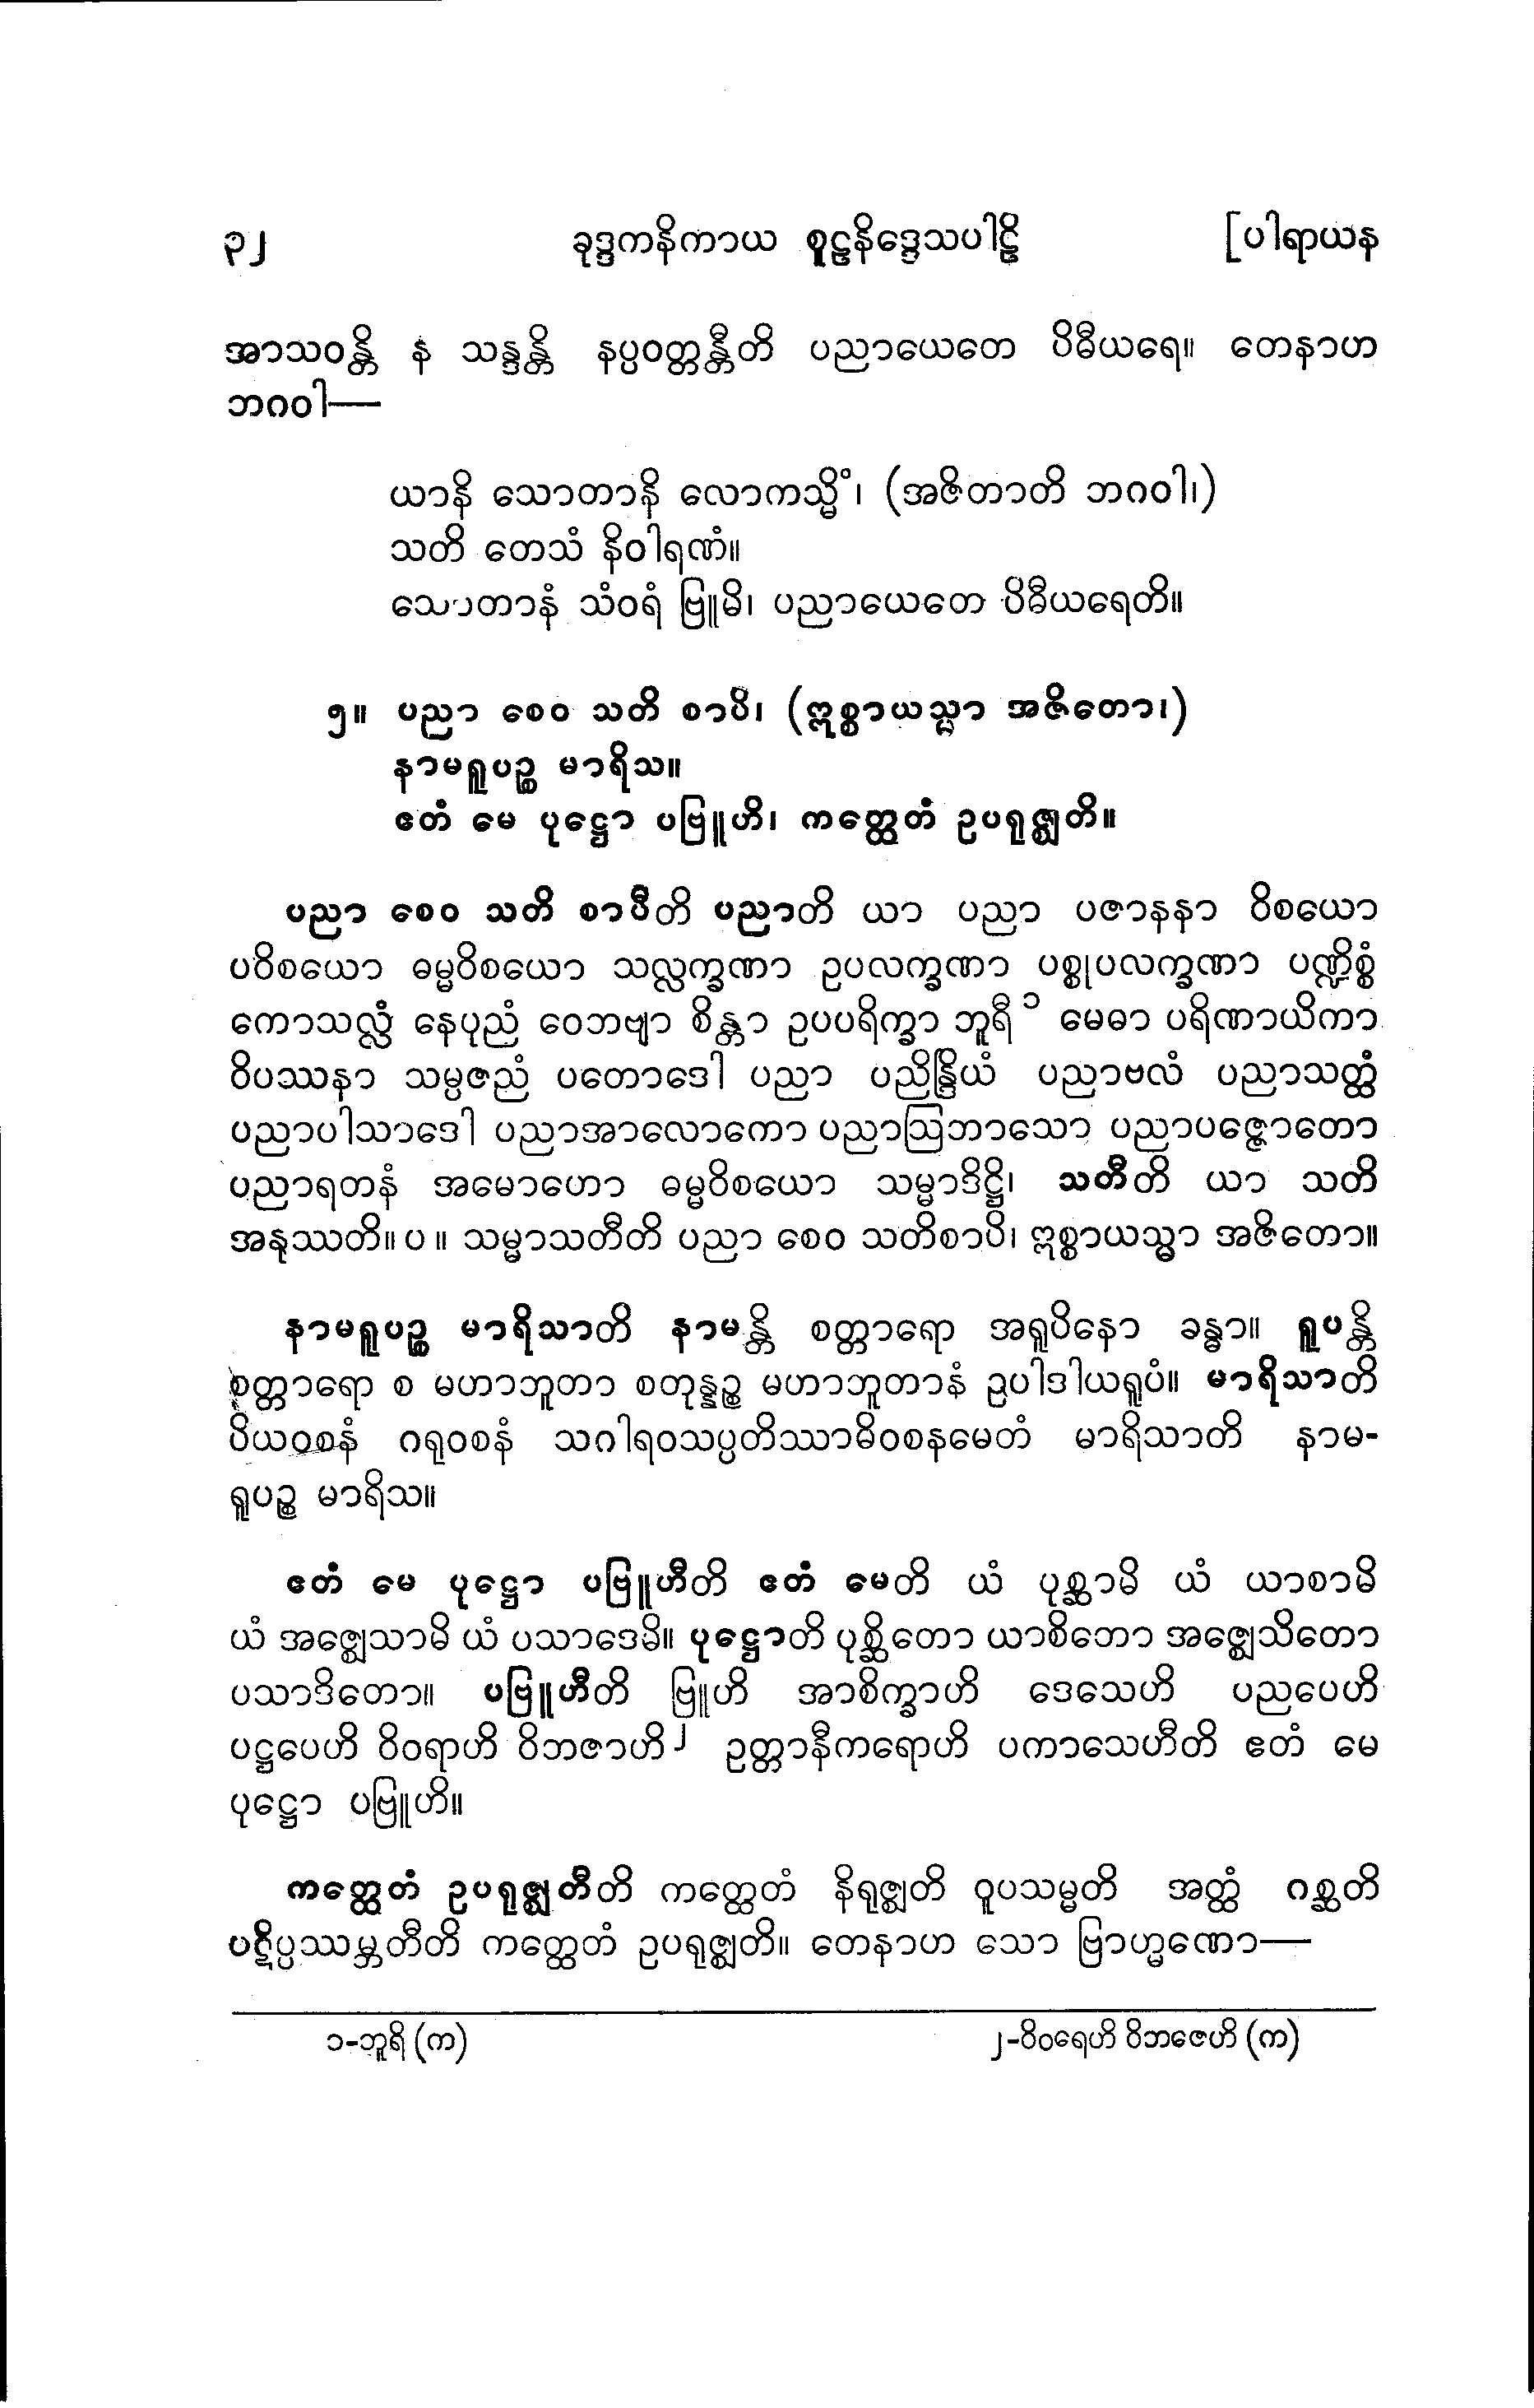 ၃၂ ခုဒ္ဒကနိကာယ စူဠနိဒ္ဒေသပါဠိ [ပါရာယန
အာသဝန္တိ န သန္ဒန္တိ နပ္ပဝတ္တန္တီတိ ပညာယေတေ ပိဓီယရေ။ တေနာဟ
ဘဂဝါ—
ယာနိ သောတာနိ လောကသ္မိံ၊ (အဇိတာတိ ဘဂဝါ၊)
သတိ တေသံ နိဝါရဏံ။
သောတာနံ သံဝရံ ဗြူမိ၊ ပညာယေတေ ပိဓီယရေတိ။
၅။ ပညာ စေဝ သတိ စာပိ၊ (ဣစ္စာယသ္မာ အဇိတော၊)
နာမရူပဉ္စ မာရိသ။
ဧတံ မေ ပုဋ္ဌော ပဗြူဟိ၊ ကတ္ထေတံ ဥပရုဇ္ဈတိ။
ပညာ စေဝ သတိ စာပီတိ ပညာတိ ယာ ပညာ ပဇာနနာ ဝိစယော
ပဝိစယော ဓမ္မဝိစယော သလ္လက္ခဏာ ဥပလက္ခဏာ ပစ္စုပလက္ခဏာ ပဏ္ဍိစ္စံ
ကောသလ္လံ နေပုညံ ဝေဘဗျာ စိန္တာ ဥပပရိက္ခာ ဘူရီ ၁ မေဓာ ပရိဏာယိကာ
ဝိပဿနာ သမ္ပဇညံ ပတောဒေါ ပညာ ပညိန္ဒြိယံ ပညာဗလံ ပညာသတ္ထံ
ပညာပါသာဒေါ ပညာအာလောကော ပညာဩဘာသော ပညာပဇ္ဇောတော
ပညာရတနံ အမောဟော ဓမ္မဝိစယော သမ္မာဒိဋ္ဌိ၊ သတီတိ ယာ သတိ
အနုဿတိ။ ပ ။ သမ္မာသတီတိ ပညာ စေဝ သတိစာပိ၊ ဣစ္စာယသ္မာ အဇိတော။
နာမရူပဉ္စ မာရိသာတိ နာမန္တိ စတ္တာရော အရူပိနော ခန္ဓာ။ ရူပန္တိ
စတ္တာရော စ မဟာဘူတာ စတုန္နဉ္စ မဟာဘူတာနံ ဥပါဒါယရူပံ။ မာရိသာတိ
ပိယဝစနံ ဂရုဝစနံ သဂါရဝသပ္ပတိဿာဓိဝစနမေတံ မာရိသာတိ နာမ-
ရူပဉ္စ မာရိသ။
ဧတံ မေ ပုဋ္ဌော ပဗြူဟီတိ ဧတံ မေတိ ယံ ပုစ္ဆာမိ ယံ ယာစာမိ
ယံ အဇ္ဈေသာမိ ယံ ပသာဒေမိ။ ပုဋ္ဌောတိ ပုစ္ဆိတော ယာစိတော အဇ္ဈေသိတော
ပသာဒိတော။ ပဗြူဟီတိ ဗြူဟိ အာစိက္ခာဟိ ဒေသေဟိ ပညပေဟိ
ပဋ္ဌပေဟိ ဝိဝရာဟိ ဝိဘဇာဟိ ၂ ဥတ္တာနီကရောဟိ ပကာသေဟီတိ ဧတံ မေ
ပုဋ္ဌော ပဗြူဟိ။
ကတ္ထေတံ ဥပရုဇ္ဈတီတိ ကတ္ထေတံ နိရုဇ္ဈတိ ဝူပသမ္မတိ အတ္ထံ ဂစ္ဆတိ
ပဋိပ္ပဿမ္ဘတီတိ ကတ္ထေတံ ဥပရုဇ္ဈတိ။ တေနာဟ သော ဗြာဟ္မဏော—
၁-ဘူရိ (က) ၂-ဝိဝရေဟိ ဝိဘဇေဟိ (က)